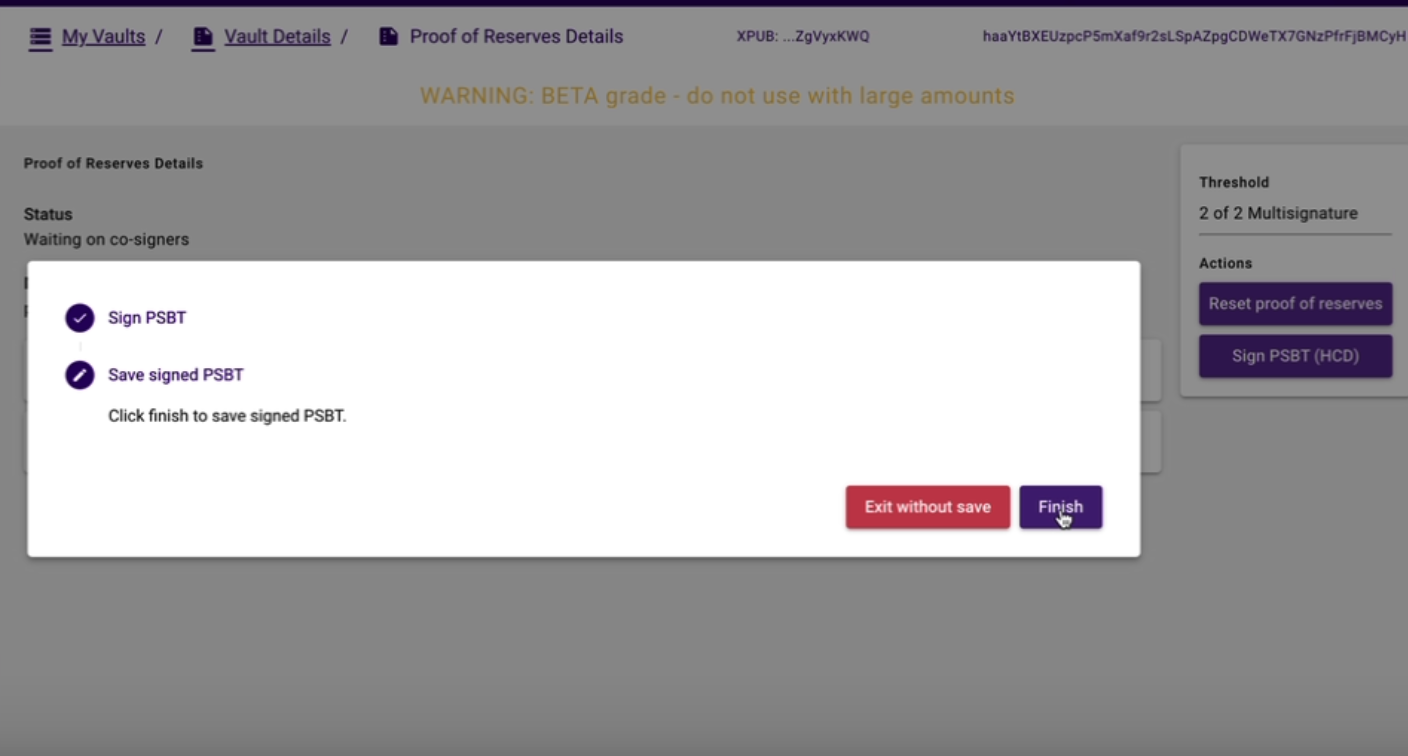 My Vaults / Vault Details / Proof of Reserves Details XPUB: ...ZgVyxKWQ haaYtBXEUzpcP5mXaf9r2sLSpAZpgCDWeTX7GNzPfrFjBMCyH
WARNING: BETA grade - do not use with large amounts
Proof of Reserves Details
Status
Waiting on co-signers
Sign PSBT
Save signed PSBT
Click finish to save signed PSBT.
Exit without save
Finish
Threshold
2 of 2 Multisignature
Actions
Reset proof of reserves
Sign PSBT (HCD)